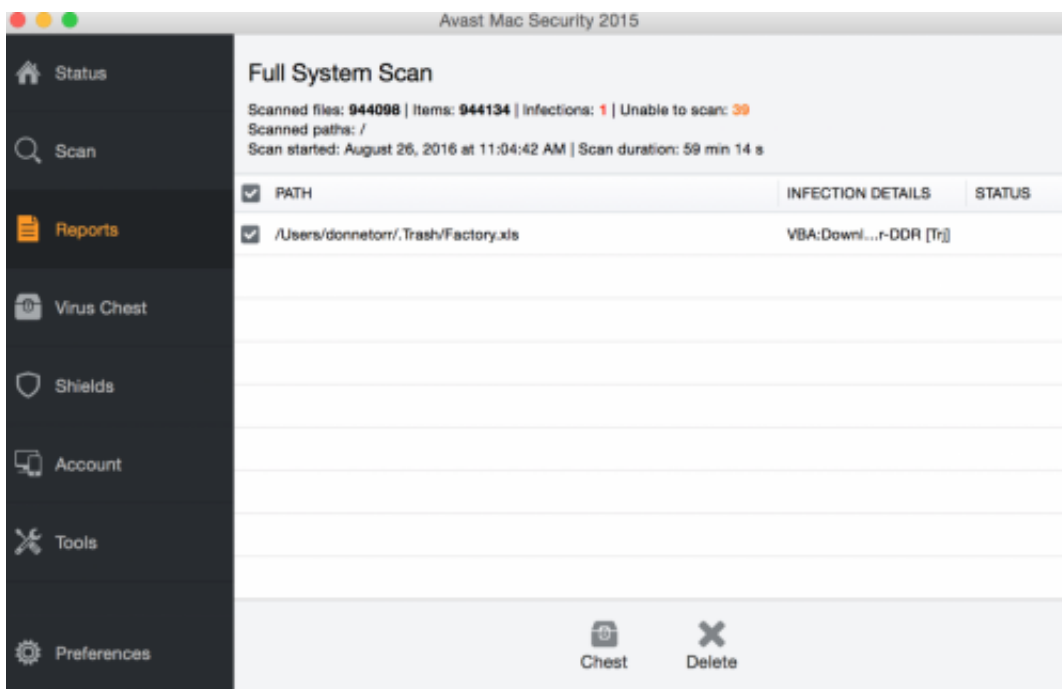 Avast Mac Security 2015
Status
Scan
Reports
Virus Chest
Shields
Account
Tools
Preferences
Full System Scan
Scanned files: 944098 | Items: 944134 | Infections: 1 | Unable to scan: 39
Scanned paths: /
Scan started: August 26, 2016 at 11:04:42 AM | Scan duration: 59 min 14 s
PATH INFECTION DETAILS STATUS
/Users/donnetorr/.Trash/Factory.xls VBA:Downl...r-DDR [Trj]
Chest Delete